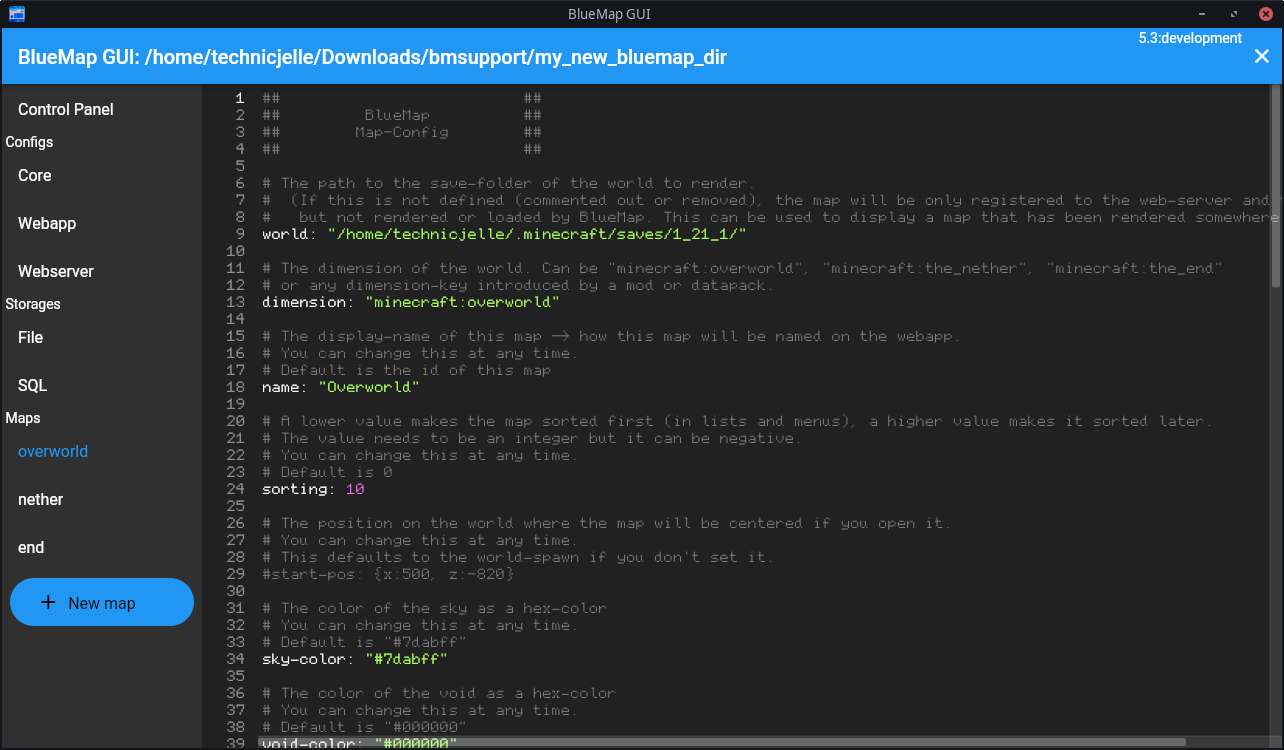 BlueMap GUI
5.3:development
BlueMap GUI: /home/technicjelle/Downloads/bmsupport/my_new_bluemap_dir
Control Panel
Configs
Core
Webapp
Webserver
Storages
File
SQL
Maps
overworld
nether
end
New map
1 ## ##
2 ## BlueMap ##
3 ## Map-Config ##
4 ## ##
5
6 # The path to the save-folder of the world to render.
7 # (If this is not defined (commented out or removed), the map will be only registered to the web-server and
8 # but not rendered or loaded by BlueMap. This can be used to display a map that has been rendered somewhere
9 world: "/home/technicjelle/.minecraft/saves/1_21_1/"
10
11 # The dimension of the world. Can be "minecraft:overworld", "minecraft:the_nether", "minecraft:the_end"
12 # or any dimension-key introduced by a mod or datapack.
13 dimension: "minecraft:overworld"
14
15 # The display-name of this map -> how this map will be named on the webapp.
16 # You can change this at any time.
17 # Default is the id of this map
18 name: "Overworld"
19
20 # A lower value makes the map sorted first (in lists and menus), a higher value makes it sorted later.
21 # The value needs to be an integer but it can be negative.
22 # You can change this at any time.
23 # Default is 0
24 sorting: 10
25
26 # The position on the world where the map will be centered if you open it.
27 # You can change this at any time.
28 # This defaults to the world-spawn if you don't set it.
29 #start-pos: {x:500, z:-820}
30
31 # The color of the sky as a hex-color
32 # You can change this at any time.
33 # Default is "#7dabff"
34 sky-color: "#7dabff"
35
36 # The color of the void as a hex-color
37 # You can change this at any time.
38 # Default is "#000000"
39 void-color: "#000000"